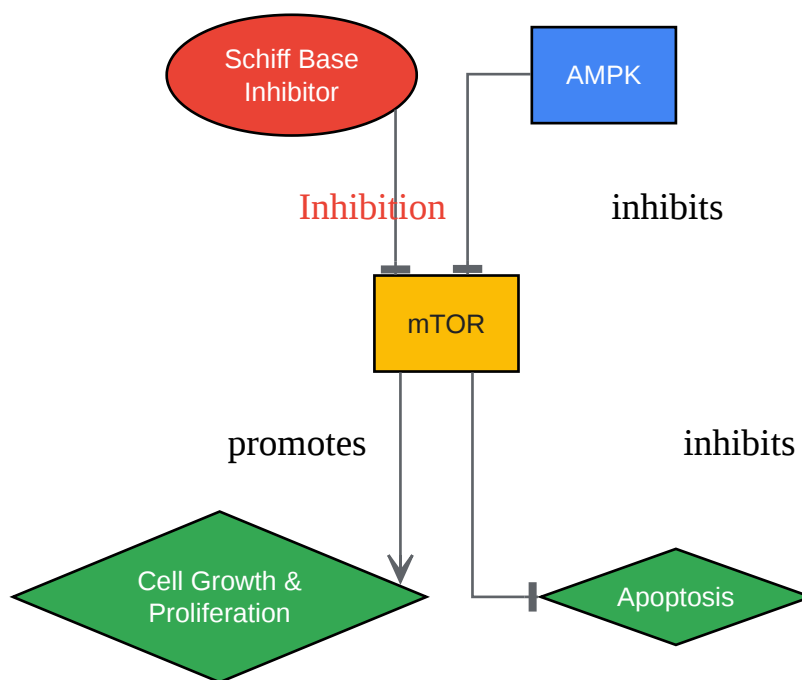 Schiff Base
Inhibitor
AMPK
Inhibition
inhibits
mTOR
promotes
inhibits
Cell Growth &
Proliferation
Apoptosis